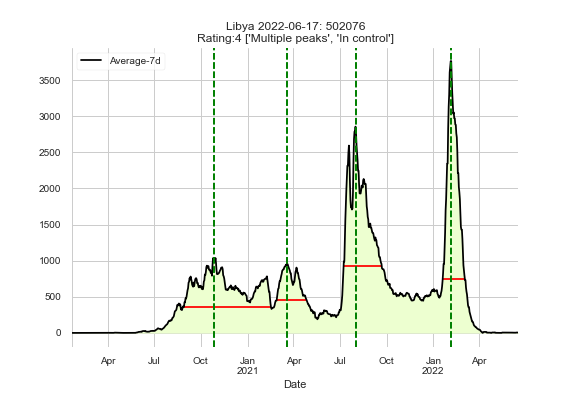 Libya 2022-06-17: 502076
Rating:4 ['Multiple peaks', 'In control']
Average-7d
3500
3000
2500
2000
1500
1000
500
0
Apr Jul Oct Jan Apr Jul Oct Jan Apr
2021 2022
Date